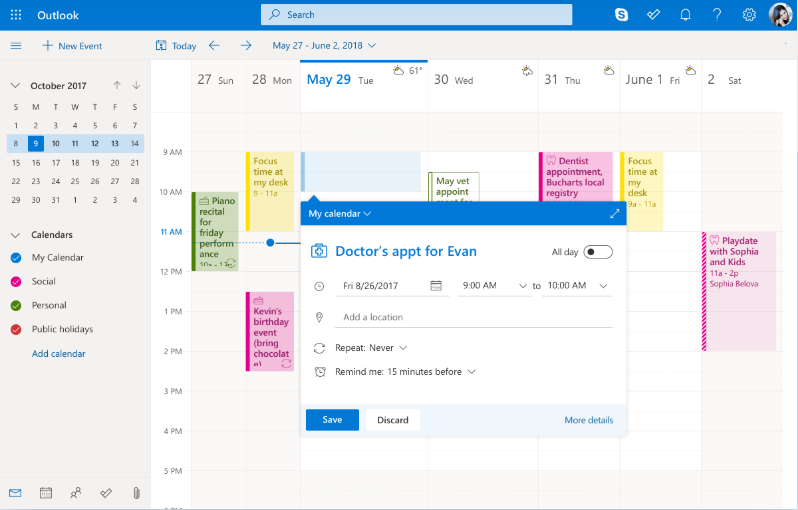 Outlook
Search
New Event
Today
May 27 - June 2, 2018
October 2017
S M T W T F S
1 2 3 4 5 6 7
8 9 10 11 12 13 14
15 16 17 18 19 20 21
22 23 24 25 26 27 28
29 30 31 1 2 3 4
Calendars
My Calendar
Social
Personal
Public holidays
Add calendar
27 Sun
28 Mon
May 29 Tue
61°
30 Wed
31 Thu
June 1 Fri
2 Sat
9 AM
10 AM
11 AM
12 PM
1 PM
2 PM
3 PM
4 PM
5 PM
Piano
recital
for
friday
perform
ance
Focus
time at
my desk
9 - 11a
Kevin's
birthday
event
(bring
chocolat
e)
May vet
appoint
ment for
Dentist
appointment,
Bucharts local
registry
Focus
time at
my
desk
9a - 11a
Playdate
with Sophia
and Kids
11a - 2p
Sophia Belova
My calendar
Doctor's appt for Evan
All day
Fri 8/26/2017
9:00 AM
to
10:00 AM
Add a location
Repeat: Never
Remind me: 15 minutes before
Save
Discard
More details